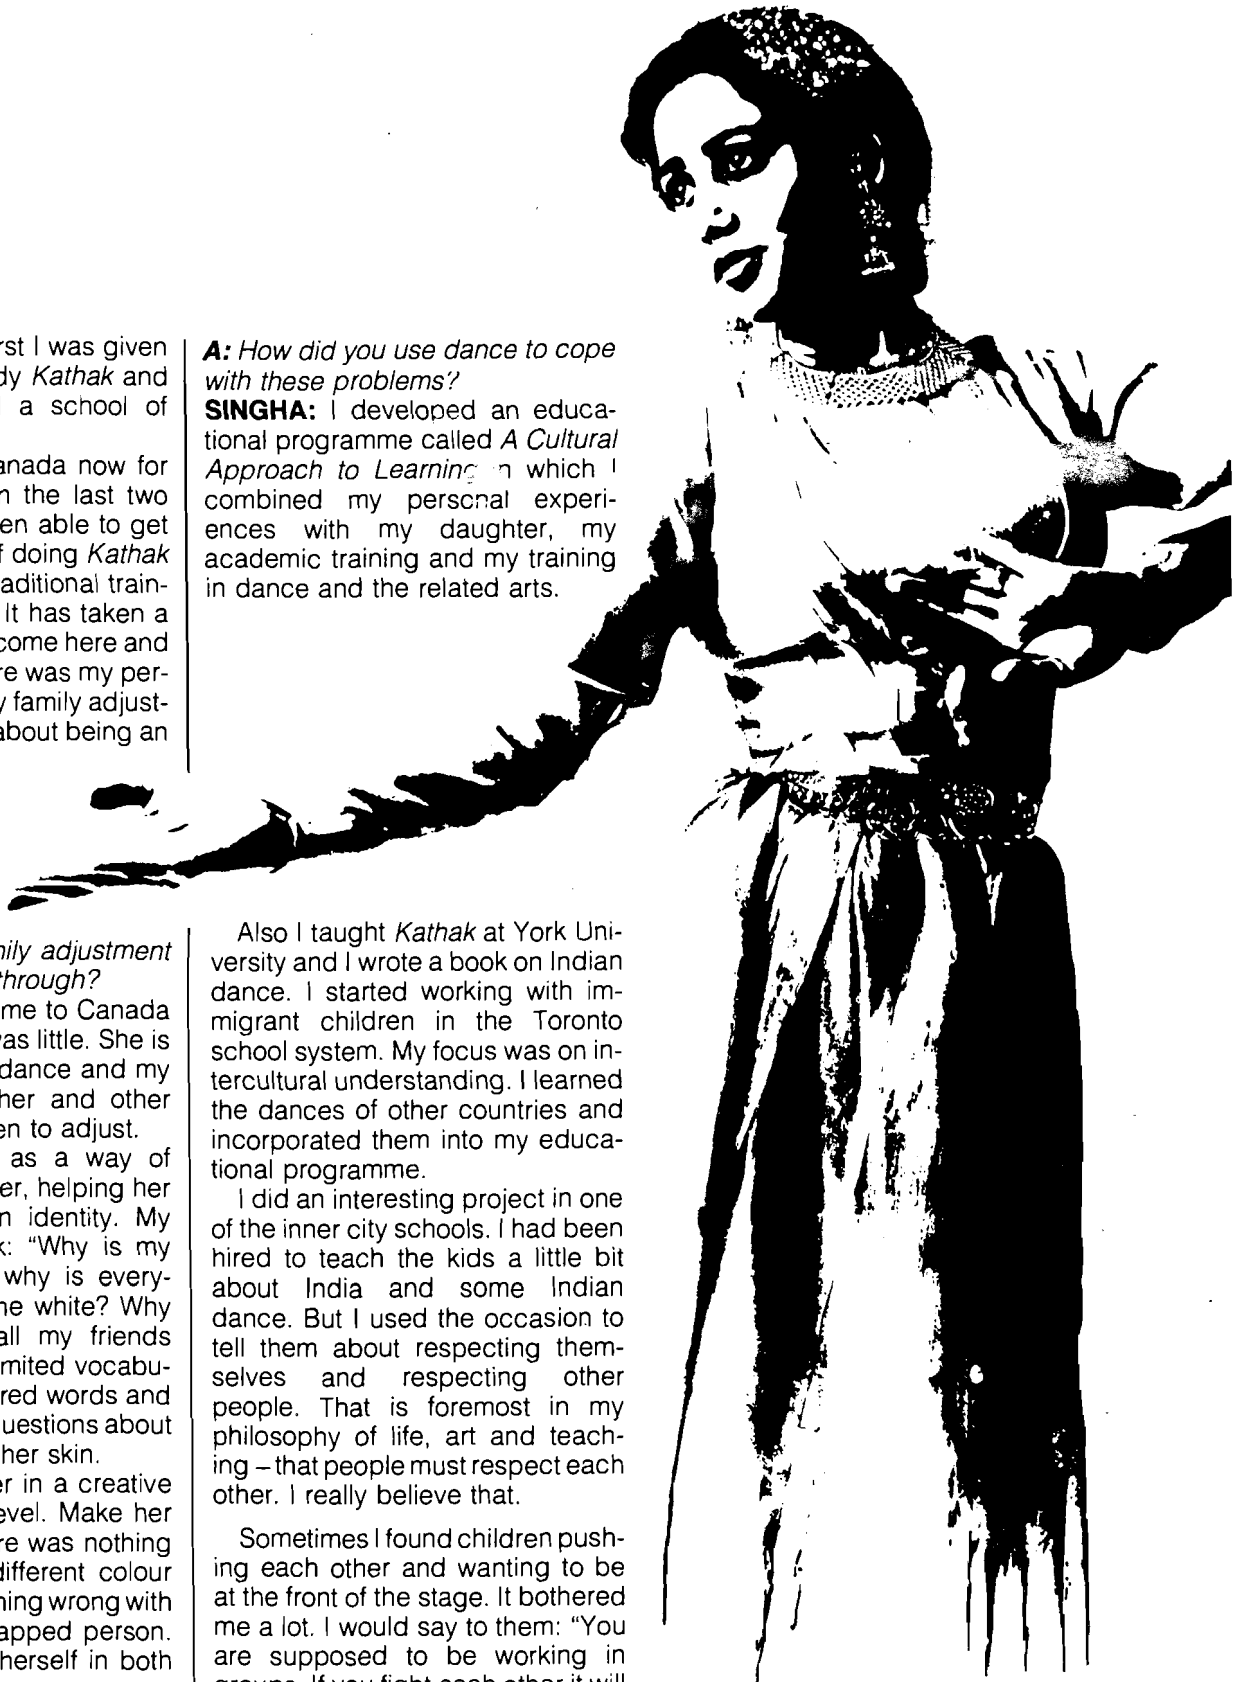 rst I was given
dy Kathak and
a school of
anada now for
n the last two
en able to get
f doing Kathak
aditional train-
It has taken a
come here and
re was my per-
y family adjust-
about being an
nily adjustment
through?
me to Canada
vas little. She is
dance and my
her and other
en to adjust.
as a way of
er, helping her
n identity. My
k: “Why is my
why is every-
ne white? Why
all my friends
mited vocabu-
red words and
uestions about
her skin.
er in a creative
evel. Make her
re was nothing
different colour
ning wrong with
apped person.
herself in both
A: How did you use dance to cope
with these problems?
SINGHA: I developed an educa-
tional programme called A Cultural
Approach to Learning n which I
combined my personal experi-
ences with my daughter, my
academic training and my training
in dance and the related arts.
Also I taught Kathak at York Uni-
versity and I wrote a book on Indian
dance. I started working with im-
migrant children in the Toronto
school system. My focus was on in-
tercultural understanding. I learned
the dances of other countries and
incorporated them into my educa-
tional programme.
I did an interesting project in one
of the inner city schools. I had been
hired to teach the kids a little bit
about India and some Indian
dance. But I used the occasion to
tell them about respecting them-
selves and respecting other
people. That is foremost in my
philosophy of life, art and teach-
ing – that people must respect each
other. I really believe that.
Sometimes I found children push-
ing each other and wanting to be
at the front of the stage. It bothered
me a lot. I would say to them: “You
are supposed to be working in
groups. If you fight each other it will